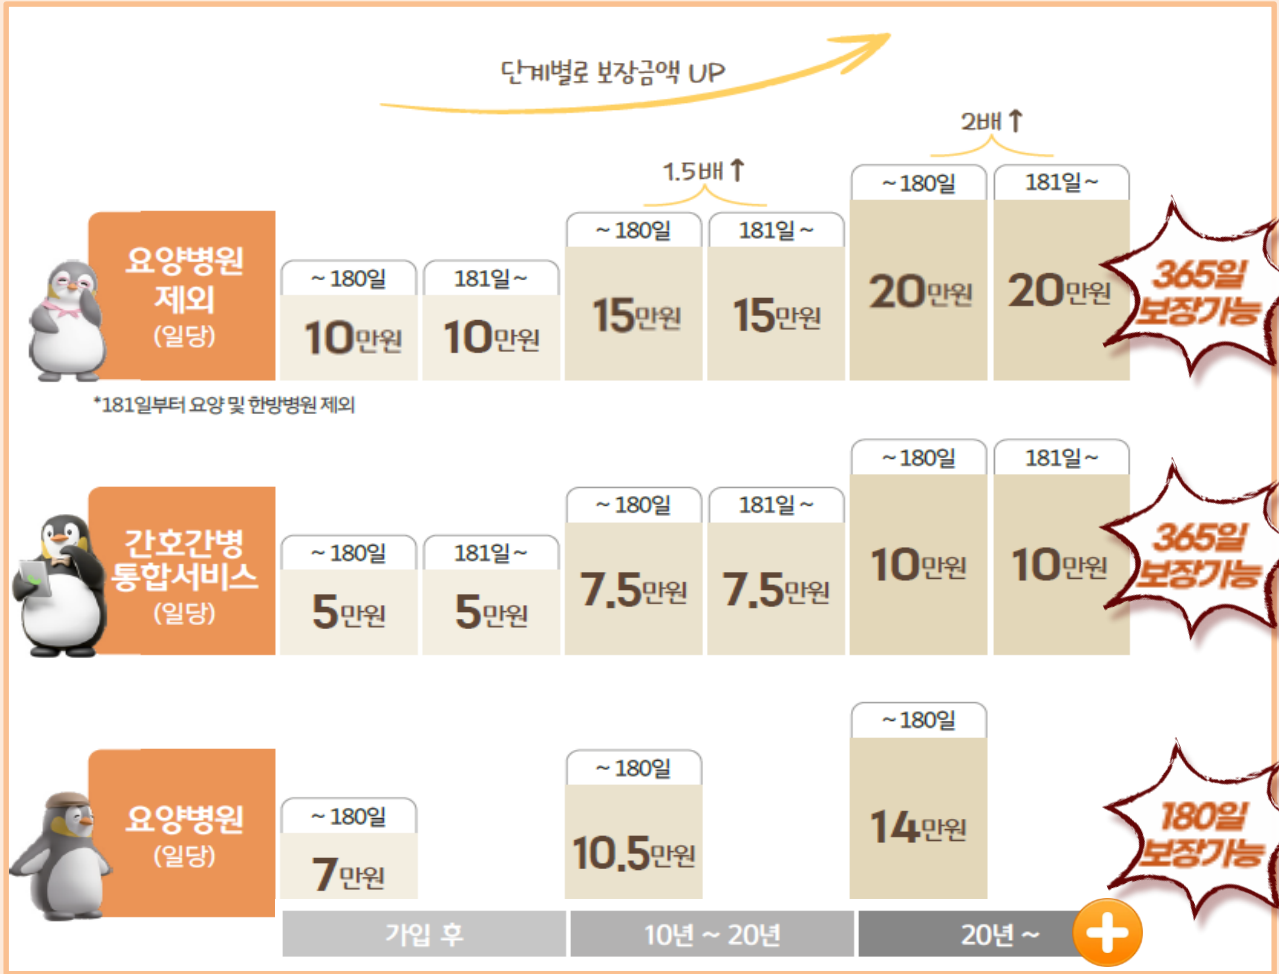 단계별로 보장금액 UP
2배↑
1.5배↑
요양병원
제외
(일당)
~180일
10만원
181일~
10만원
~180일
15만원
181일~
15만원
~180일
20만원
181일~
20만원
365일
보장가능
*181일부터 요양 및 한방병원 제외
간호간병
통합서비스
(일당)
~180일
5만원
181일~
5만원
~180일
7.5만원
181일~
7.5만원
~180일
10만원
181일~
10만원
365일
보장가능
요양병원
(일당)
~180일
7만원
~180일
10.5만원
~180일
14만원
180일
보장가능
가입 후
10년 ~ 20년
20년 ~